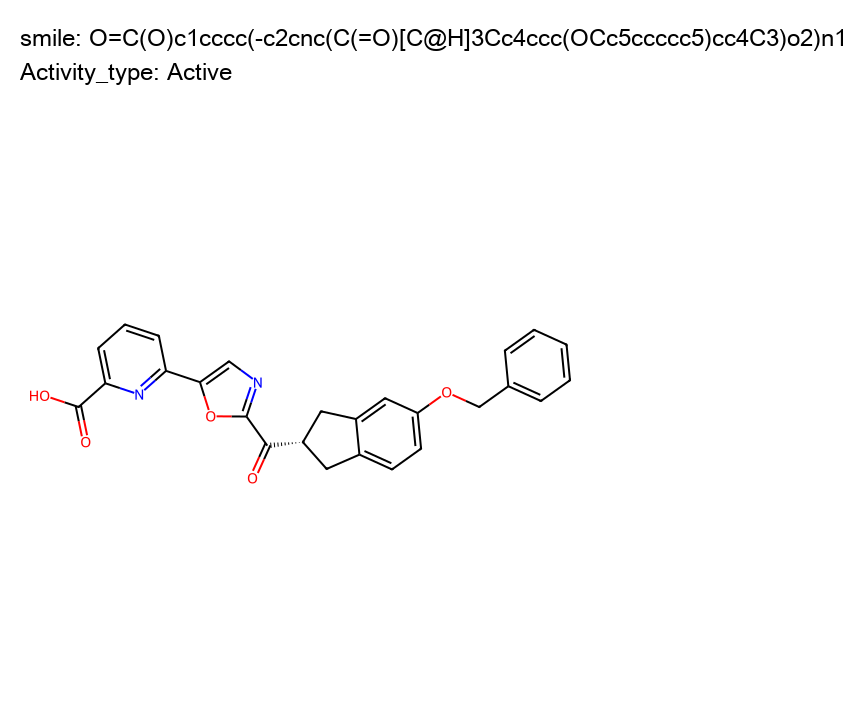 smile: O=C(O)c1cccc(-c2cnc(C(=O)[C@H]3Cc4ccc(OCc5ccccc5)cc4C3)o2)n1
Activity_type: Active
O
N
HO
N
O
O
O